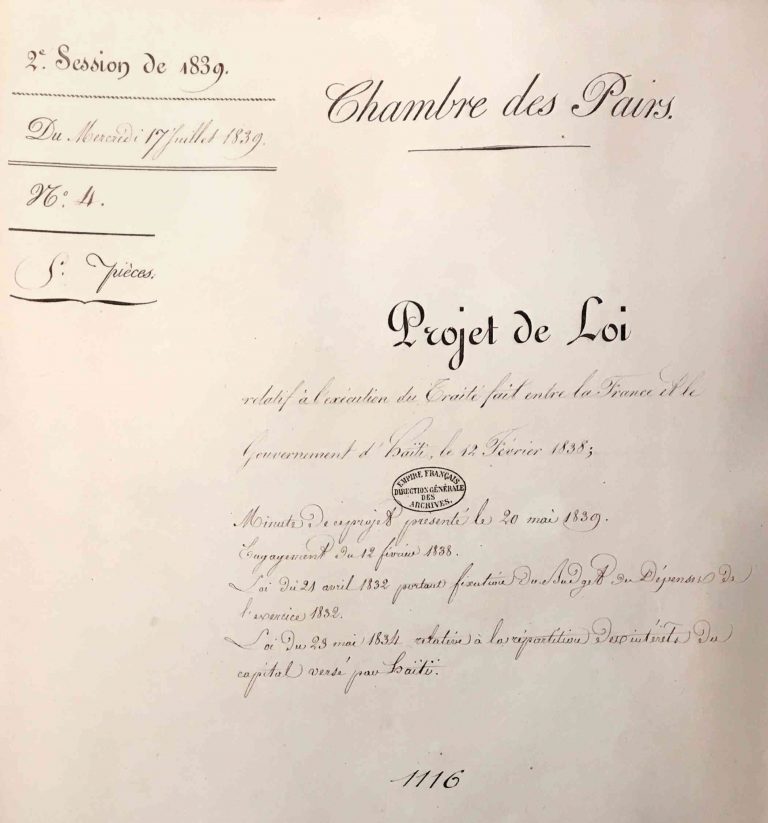 2e. Session de 1839.
Chambre des Pairs.
Du Mercredi 17 Juillet 1839.
No. 4.
5. pièces.
Projet de Loi
relatif à l'exécution du Traité fait entre la France et le
Gouvernement d'Haïti, le 12 Février 1838;
EMPIRE FRANÇAIS
DIRECTION GÉNÉRALE
DES
ARCHIVES.
Minute de ce projet présenté le 20 mai 1839.
Engagement du 12 février 1838.
Loi du 21 avril 1832 portant fixation du Budget des Dépenses de
l'exercice 1832.
Loi du 23 mai 1834 relative à la répartition des intérêts du
capital versé par Haïti.
1116